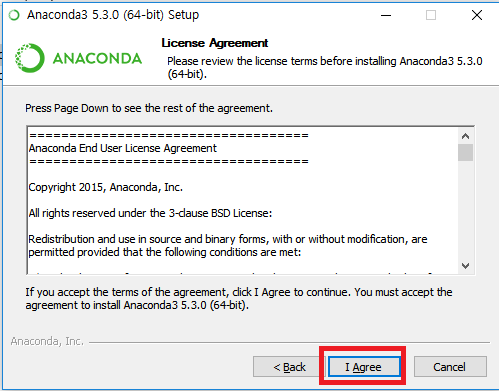 Anaconda3 5.3.0 (64-bit) Setup
License Agreement
Please review the license terms before installing Anaconda3 5.3.0
(64-bit).
ANACONDA
Press Page Down to see the rest of the agreement.
===================================
Anaconda End User License Agreement
===================================
Copyright 2015, Anaconda, Inc.
All rights reserved under the 3-clause BSD License:
Redistribution and use in source and binary forms, with or without modification, are
permitted provided that the following conditions are met:
If you accept the terms of the agreement, click I Agree to continue. You must accept the
agreement to install Anaconda3 5.3.0 (64-bit).
Anaconda, Inc.
< Back
I Agree
Cancel